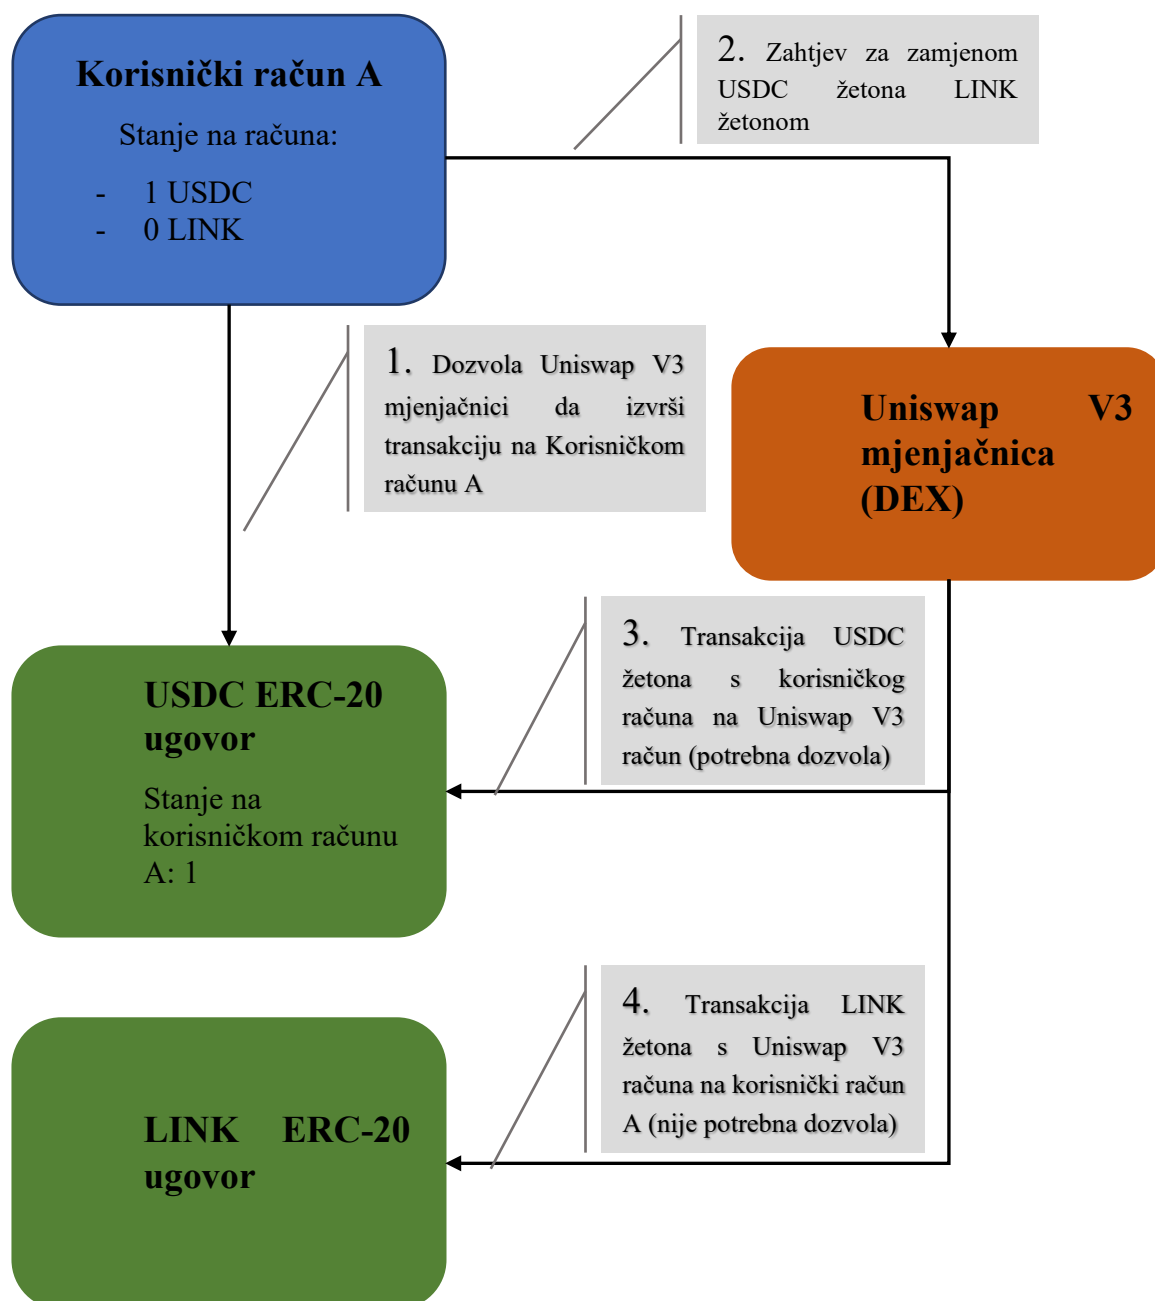 Korisnički račun A
Stanje na računa:
- 1 USDC
- 0 LINK
2. Zahtjev za zamjenom
USDC žetona LINK
žetonom
1. Dozvola Uniswap V3
mjenjačnici da izvrši
transakciju na Korisničkom
računu A
Uniswap V3
mjenjačnica
(DEX)
3. Transakcija USDC
žetona s korisničkog
računa na Uniswap V3
račun (potrebna dozvola)
USDC ERC-20
ugovor
Stanje na
korisničkom računu
A: 1
4. Transakcija LINK
žetona s Uniswap V3
računa na korisnički račun
A (nije potrebna dozvola)
LINK ERC-20
ugovor